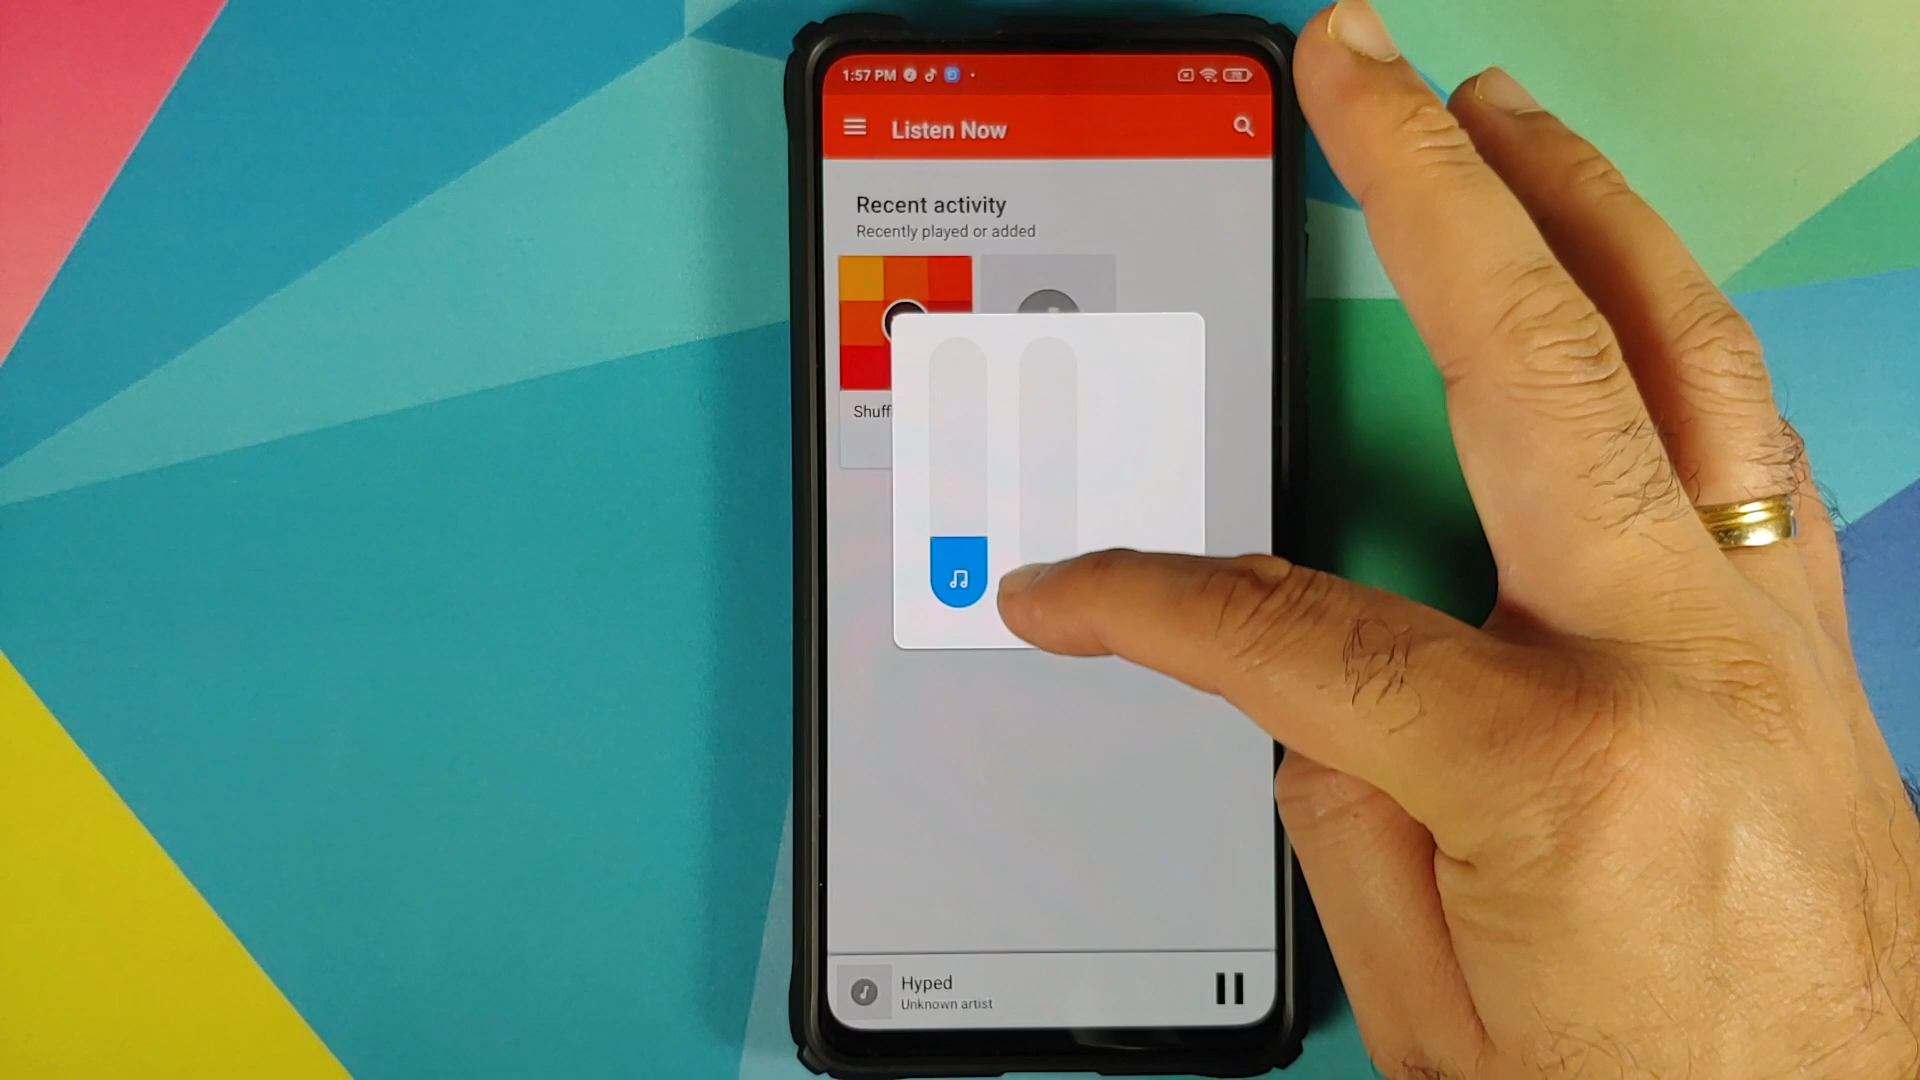 1:57 PM
Listen Now
Recent activity
Recently played or added
Shuff
Hyped
Unknown artist